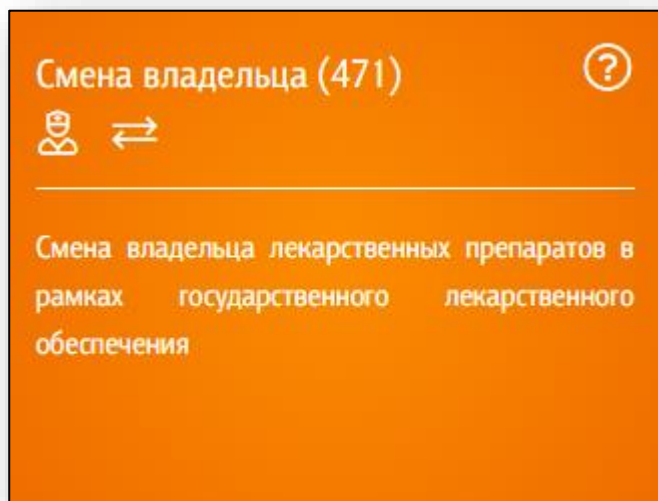 Смена владельца (471)
?
Смена владельца лекарственных препаратов в
рамках государственного лекарственного
обеспечения